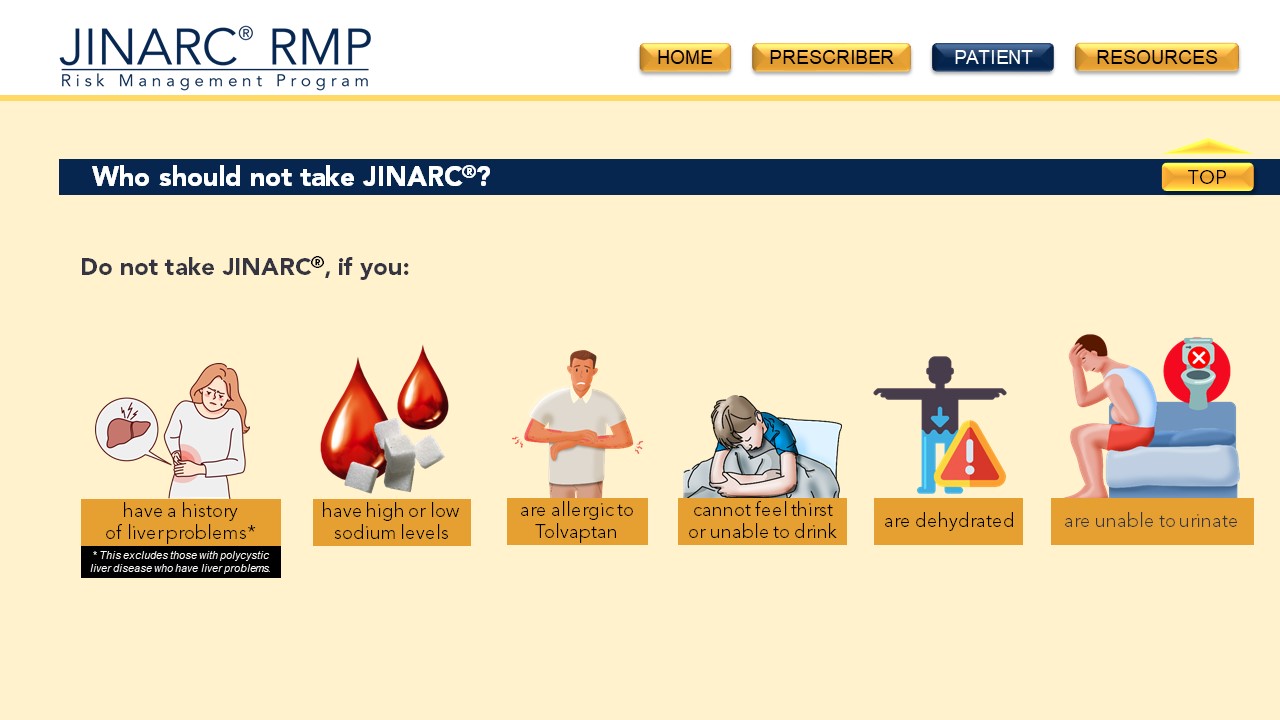 JINARC® RMP
Risk Management Program
HOME
PRESCRIBER
PATIENT
RESOURCES
Who should not take JINARC®?
TOP
Do not take JINARC®, if you:
have a history
of liver problems*
* This excludes those with polycystic
liver disease who have liver problems.
have high or low
sodium levels
are allergic to
Tolvaptan
cannot feel thirst
or unable to drink
are dehydrated
are unable to urinate